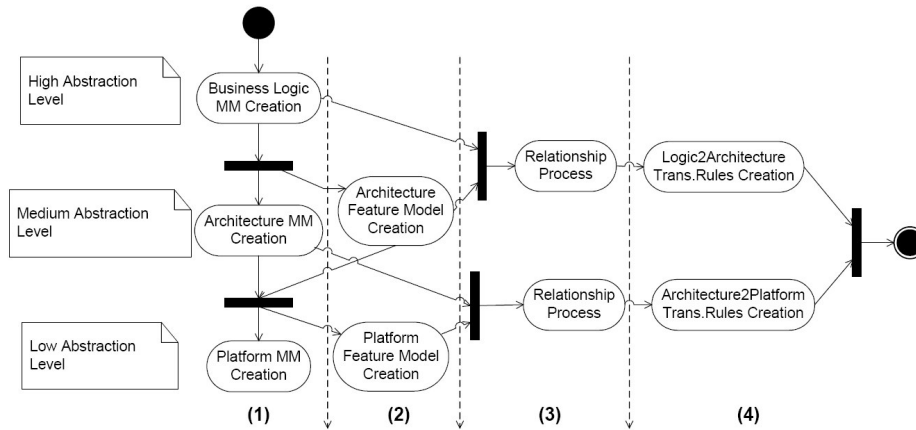 High Abstraction
Level
Business Logic
MM Creation
Relationship
Process
Logic2Architecture
Trans.Rules Creation
Medium Abstraction
Level
Architecture MM
Creation
Architecture
Feature Model
Creation
Low Abstraction
Level
Platform MM
Creation
Platform
Feature Model
Creation
Relationship
Process
Architecture2Platform
Trans.Rules Creation
(1)
(2)
(3)
(4)